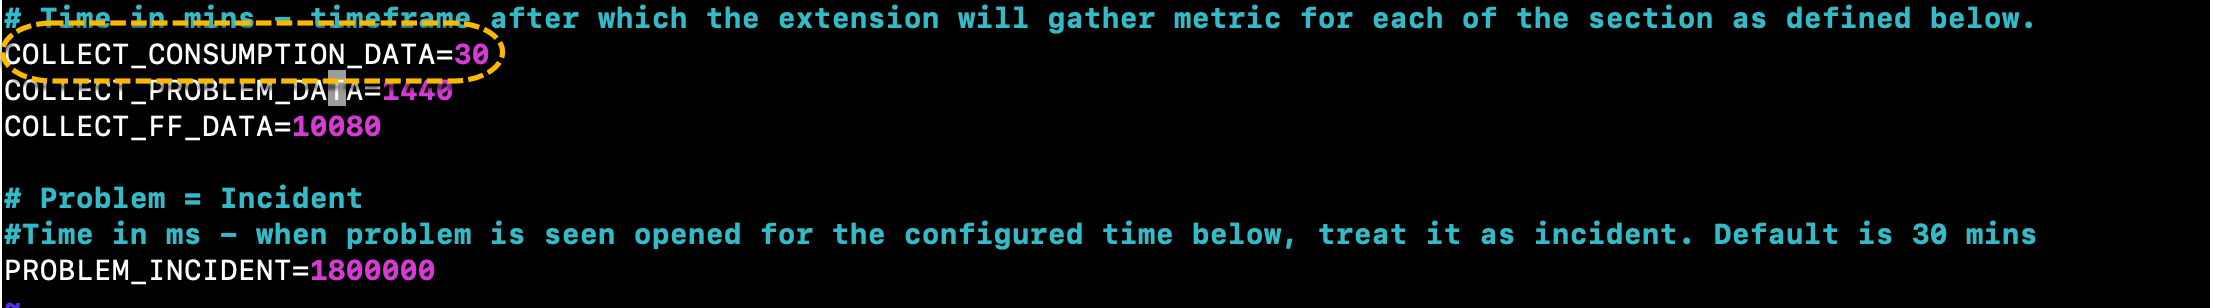 # Time in mins – timeframe after which the extension will gather metric for each of the section as defined below.
COLLECT_CONSUMPTION_DATA=30
COLLECT_PROBLEM_DATA=1440
COLLECT_FF_DATA=10080
# Problem = Incident
#Time in ms – when problem is seen opened for the configured time below, treat it as incident. Default is 30 mins
PROBLEM_INCIDENT=1800000
~